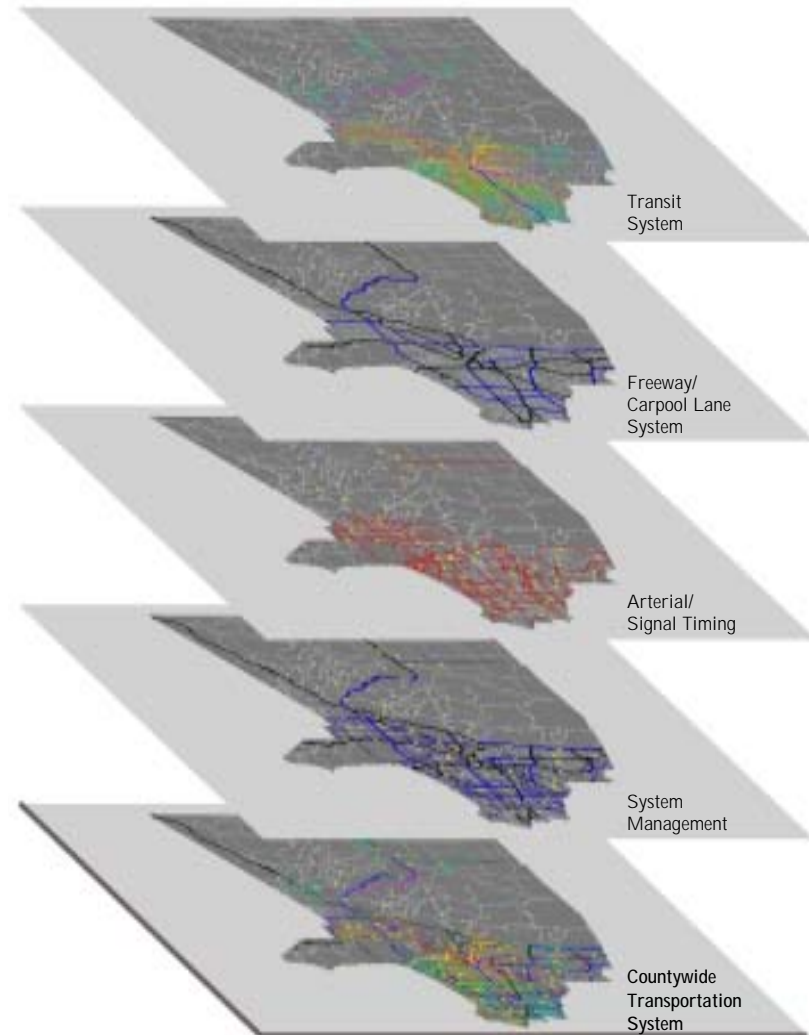 Transit
System
Freeway/
Carpool Lane
System
Arterial/
Signal Timing
System
Management
Countywide
Transportation
System